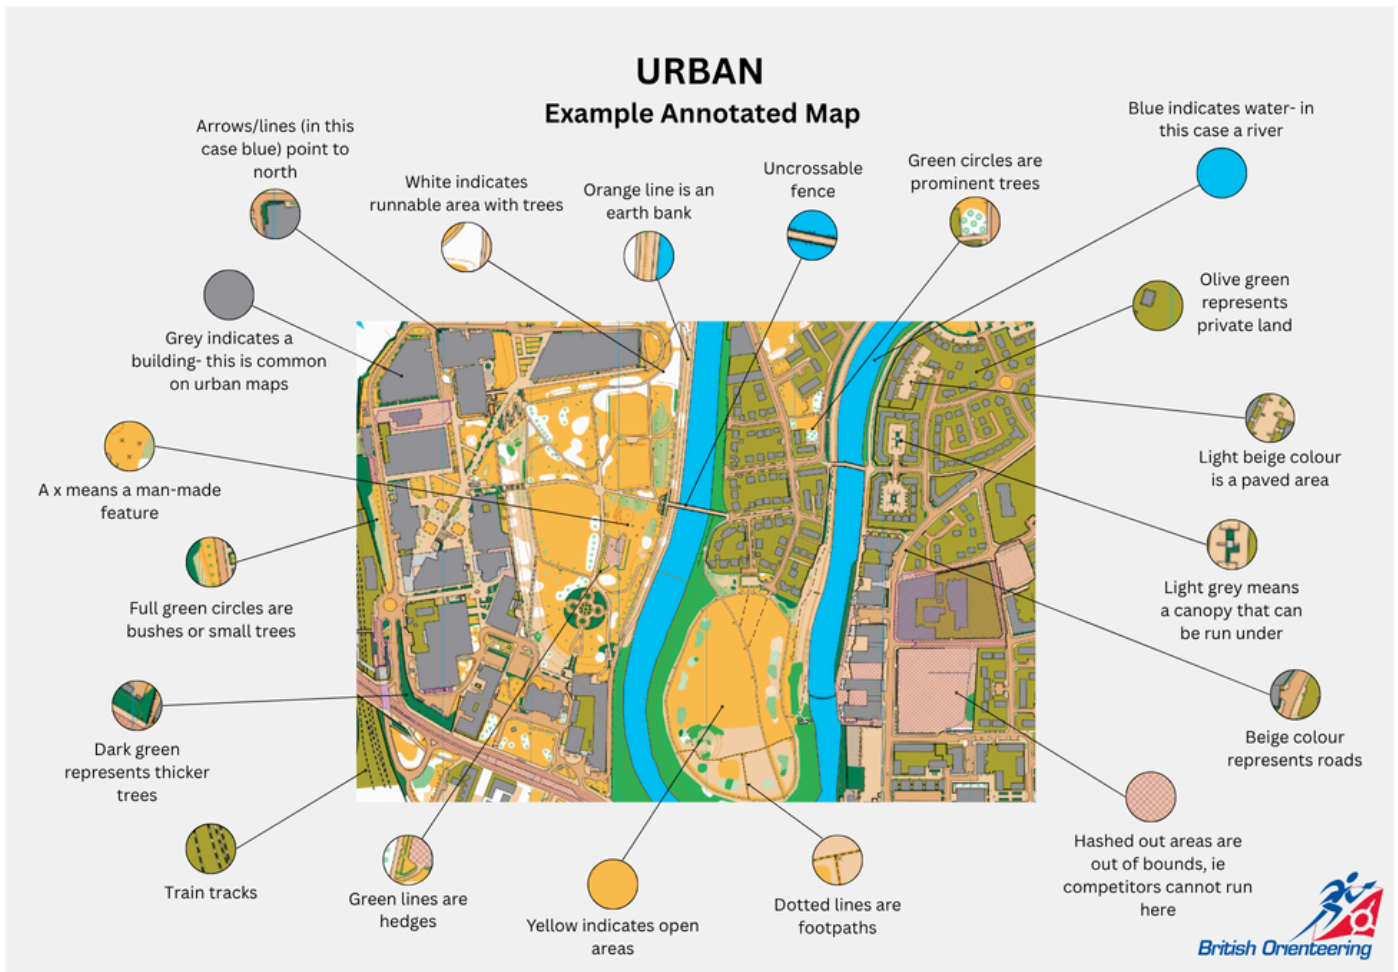 URBAN
Example Annotated Map
Arrows/lines (in this
case blue) point to
north
White indicates
runnable area with trees
Orange line is an
earth bank
Uncrossable
fence
Green circles are
prominent trees
Blue indicates water- in
this case a river
Grey indicates a
building- this is common
on urban maps
Olive green
represents
private land
A x means a man-made
feature
Light beige colour
is a paved area
Full green circles are
bushes or small trees
Light grey means
a canopy that can
be run under
Dark green
represents thicker
trees
Beige colour
represents roads
Train tracks
Green lines are
hedges
Yellow indicates open
areas
Dotted lines are
footpaths
Hashed out areas are
out of bounds, ie
competitors cannot run
here
British Orienteering